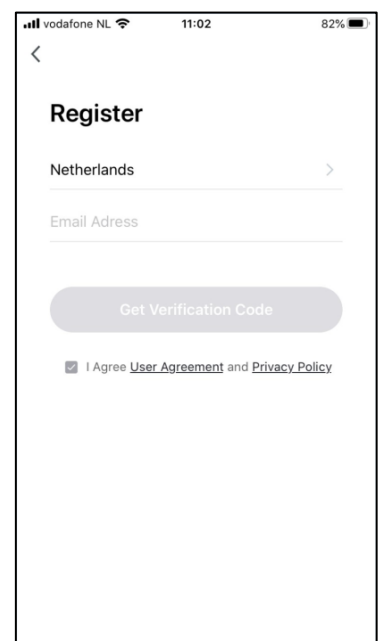 vodafone NL 11:02 82%
Register
Netherlands
Email Adress
Get Verification Code
I Agree User Agreement and Privacy Policy